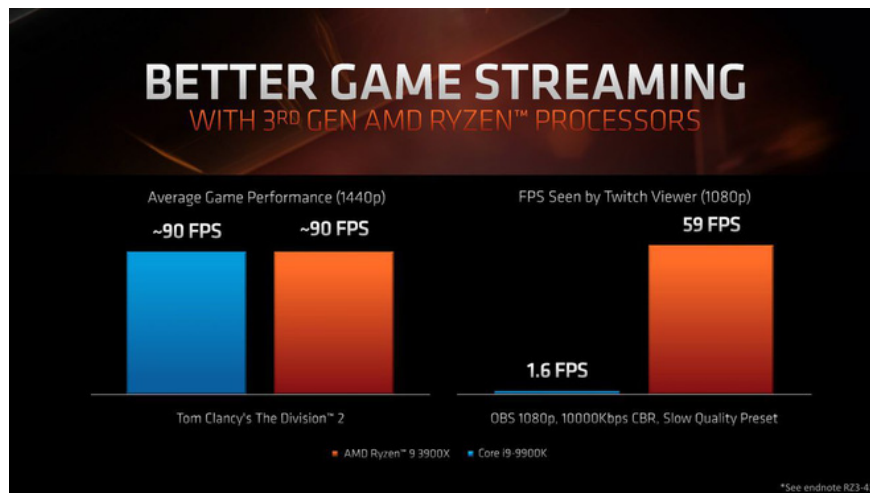 BETTER GAME STREAMING
WITH 3RD GEN AMD RYZEN™ PROCESSORS
Average Game Performance (1440p)
~90 FPS
~90 FPS
Tom Clancy's The Division™ 2
FPS Seen by Twitch Viewer (1080p)
59 FPS
1.6 FPS
OBS 1080p, 10000Kbps CBR, Slow Quality Preset
AMD Ryzen™ 9 3900X
Core i9-9900K
*See endnote RZ3-4